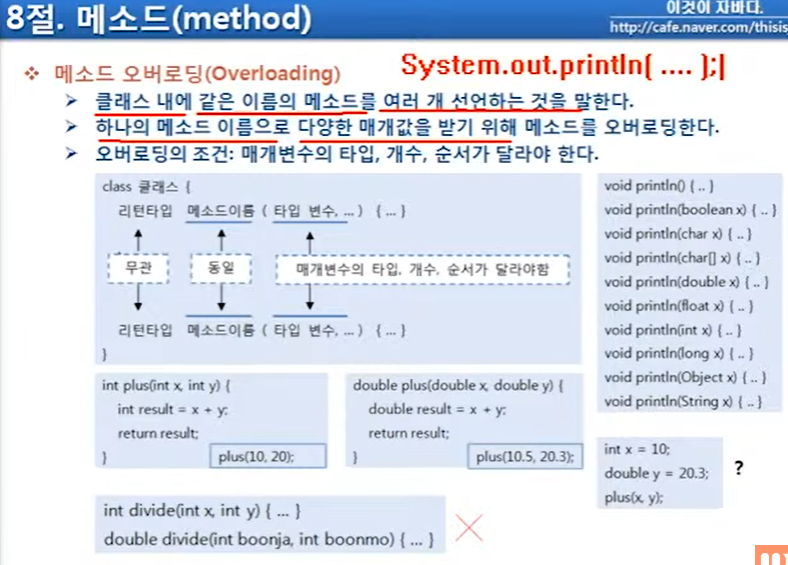 8절. 메소드(method)
이것이 자바다.
http://cafe.naver.com/thisis
❖ 메소드 오버로딩(Overloading)
System.out.println( .... );
➢ 클래스 내에 같은 이름의 메소드를 여러 개 선언하는 것을 말한다.
➢ 하나의 메소드 이름으로 다양한 매개값을 받기 위해 메소드를 오버로딩한다.
➢ 오버로딩의 조건: 매개변수의 타입, 개수, 순서가 달라야 한다.
class 클래스 {
리턴타입 메소드이름 ( 타입 변수, ... ) { ... }
무관 동일 매개변수의 타입, 개수, 순서가 달라야함
리턴타입 메소드이름 ( 타입 변수, ... ) { ... }
}
void println() { .. }
void println(boolean x) { .. }
void println(char x) { .. }
void println(char[] x) { .. }
void println(double x) { .. }
void println(float x) { .. }
void println(int x) { .. }
void println(long x) { .. }
void println(Object x) { .. }
void println(String x) { .. }
int plus(int x, int y) {
int result = x + y;
return result;
}
plus(10, 20);
double plus(double x, double y) {
double result = x + y;
return result;
}
plus(10.5, 20.3);
int x = 10;
double y = 20.3;
plus(x, y);
?
int divide(int x, int y) { ... }
double divide(int boonja, int boonmo) { ... }